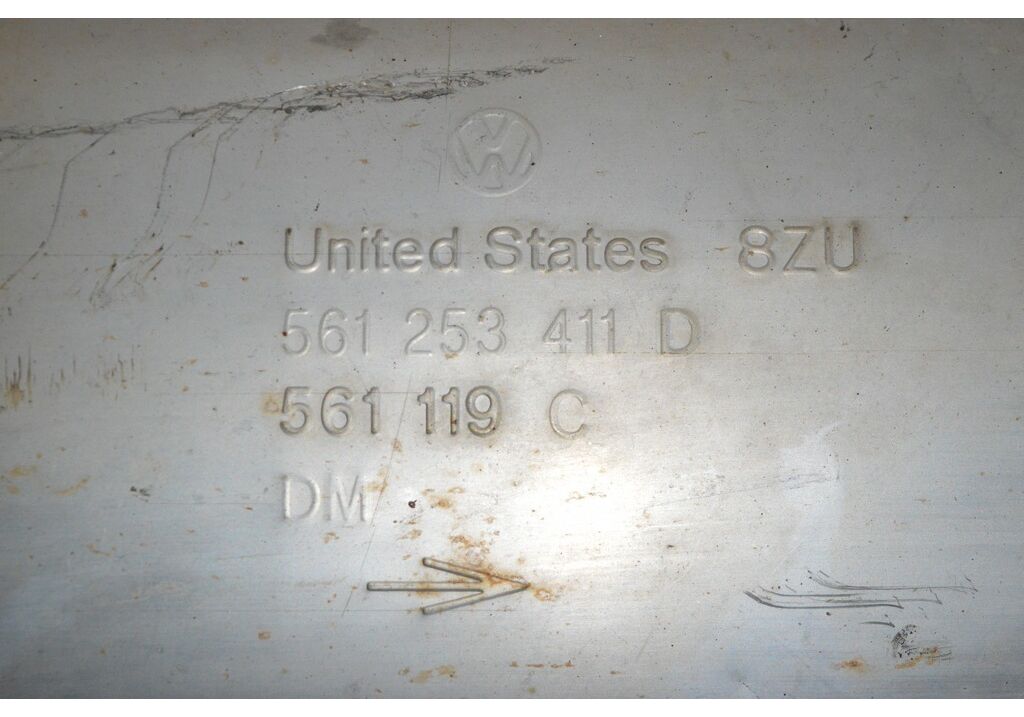 United States 8ZU
561 253 411 D
561 119 C
DM